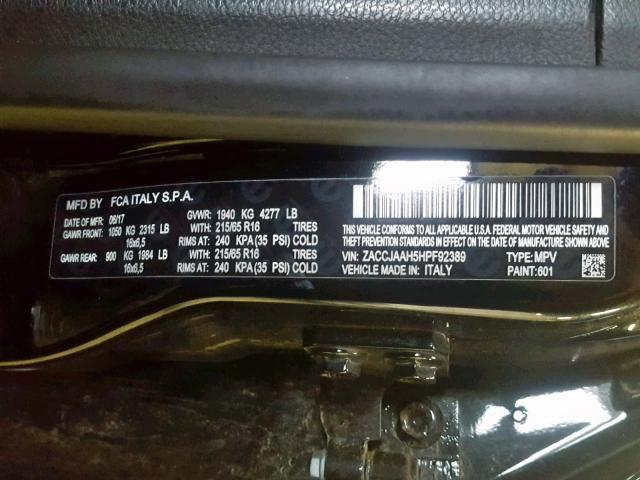 MFD BY FCA ITALY S.P.A.
DATE OF MFR: 06/17 GVWR: 1940 KG 4277 LB
GAWR FRONT: 1050 KG 2315 LB WITH: 215/65 R16 TIRES
16x6,5 RIMS AT: 240 KPA (35 PSI) COLD
GAWR REAR: 900 KG 1984 LB WITH: 215/65 R16 TIRES
16x6,5 RIMS AT: 240 KPA (35 PSI) COLD
THIS VEHICLE CONFORMS TO ALL APPLICABLE U.S.A. FEDERAL MOTOR VEHICLE
SAFETY, BUMPER, AND THEFT PREVENTION STANDARDS IN EFFECT ON THE DATE OF
MANUFACTURE SHOWN ABOVE
VIN: ZACCJAAH5HPF92389 TYPE: MPV
VEHICLE MADE IN: ITALY PAINT: 601